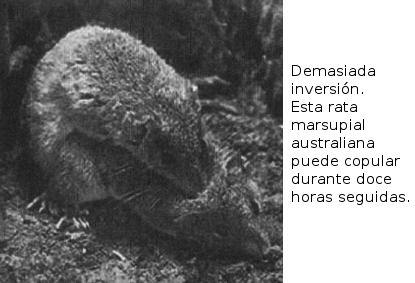 Demasiada
inversión.
Esta rata
marsupial
australiana
puede copular
durante doce
horas seguidas.